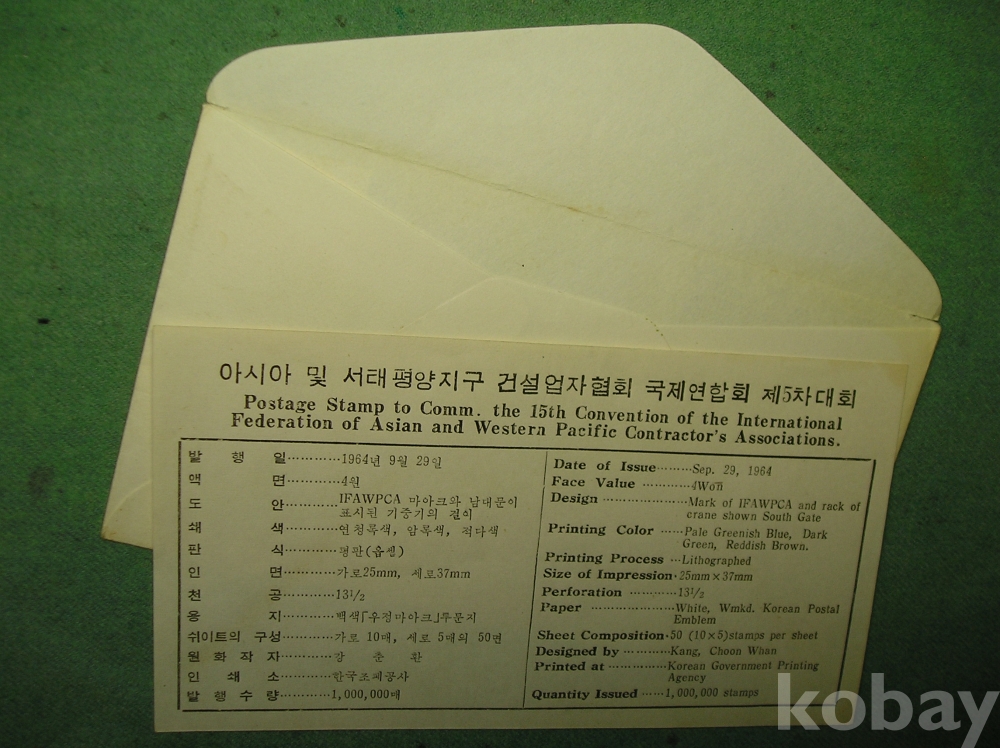 아시아 및 서태평양지구 건설업자협회 국제연합회 제5차대회
Postage Stamp to Comm. the 15th Convention of the International
Federation of Asian and Western Pacific Contractor's Associations.
발 행 일············1964년 9월 29일
액 면············4원
도 안············IFAWPCA 마아크와 남대문이
표시된 기중기의 걸이
쇄 색············연청록색, 암록색, 적다색
판 식············평판(옵셑)
인 면············가로25mm, 세로37mm
천 공············13½
용 지············백색「우정마아크」투문지
쉬이트의 구성·······가로 10매, 세로 5매의 50면
원 화 작 자············강 춘 환
인 쇄 소············한국조폐공사
발 행 수 량·········1,000,000매
Date of Issue·········Sep. 29, 1964
Face Value ············4Won
Design ·····················Mark of IFAWPCA and rack of
crane shown South Gate
Printing Color ······Pale Greenish Blue, Dark
Green, Reddish Brown.
Printing Process ···Lithographed
Size of Impression·25mm×37mm
Perforation ············13½
Paper ·····················White, Wmkd. Korean Postal
Emblem
Sheet Composition·50 (10×5)stamps per sheet
Designed by ············Kang, Choon Whan
Printed at ···············Korean Government Printing
Agency
Quantity Issued ······1,000,000 stamps
kobay